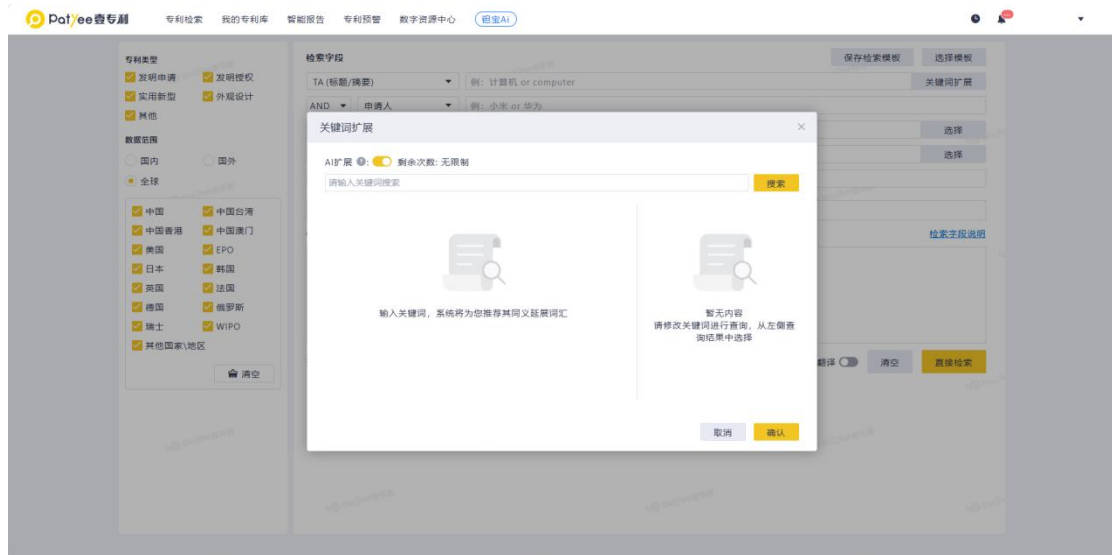 Patyee壹专利 专利检索 我的专利库 智能报告 专利预警 数字资源中心 钽宝Ai
专利类型
发明申请 发明授权
实用新型 外观设计
其他
数据范围
国内 国外
全球
中国 中国台湾
中国香港 中国澳门
美国 EPO
日本 韩国
英国 法国
德国 俄罗斯
瑞士 WIPO
其他国家\地区
清空
检索字段 保存检索模板 选择模板
TA (标题/摘要) 例: 计算机 or computer 关键词扩展
AND 申请人 例: 小米 or 华为
选择
选择
检索字段说明
翻译 清空 直接检索
关键词扩展
AI扩展 : 剩余次数: 无限制
请输入关键词搜索 搜索
输入关键词, 系统将为您推荐其同义延展词汇
暂无内容
请修改关键词进行查询, 从左侧查
询结果中选择
取消 确认